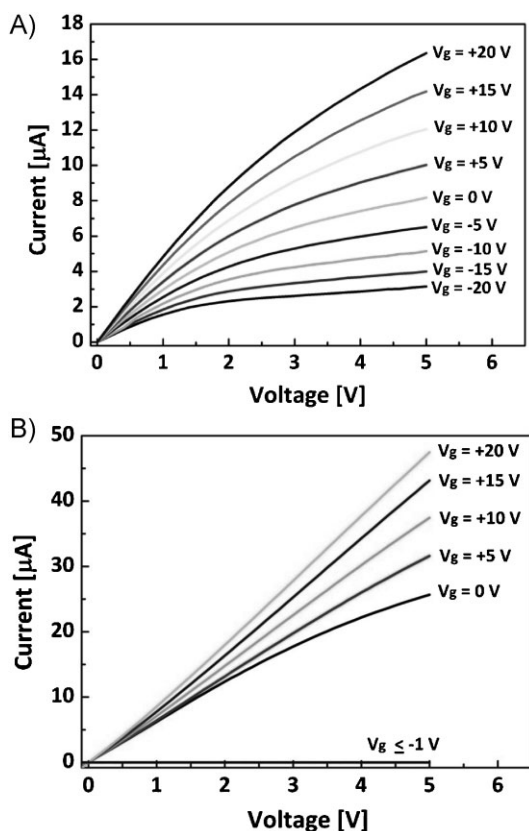 A)
18
16
14
12
10
8
6
4
2
0
Current [µA]
Vg = +20 V
Vg = +15 V
Vg = +10 V
Vg = +5 V
Vg = 0 V
Vg = -5 V
Vg = -10 V
Vg = -15 V
Vg = -20 V
0 1 2 3 4 5 6
Voltage [V]
B)
50
40
30
20
10
0
Current [µA]
Vg = +20 V
Vg = +15 V
Vg = +10 V
Vg = +5 V
Vg = 0 V
Vg ≤ -1 V
0 1 2 3 4 5 6
Voltage [V]